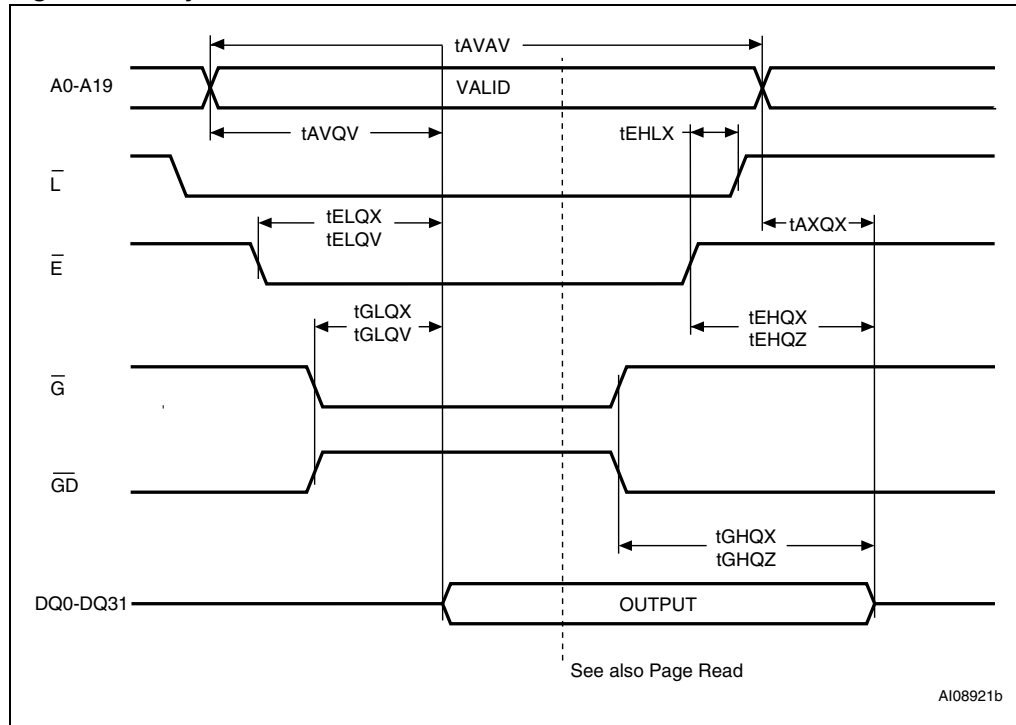 tAVAV
A0-A19
VALID
tAVQV
tEHLX
L̅
tELQX
tELQV
tAXQX
E̅
tGLQX
tGLQV
tEHQX
tEHQZ
G̅
G̅D̅
tGHQX
tGHQZ
DQ0-DQ31
OUTPUT
See also Page Read
AI08921b